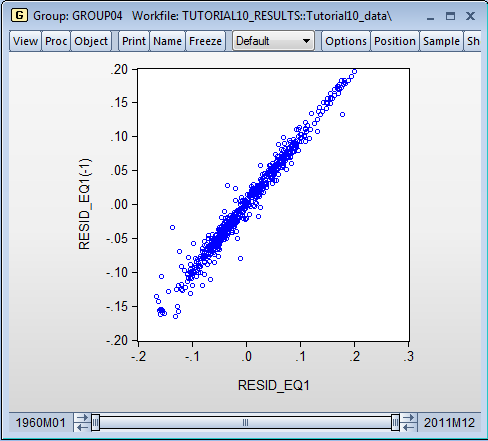 G Group: GROUP04 Workfile: TUTORIAL10_RESULTS::Tutorial10_data\
View Proc Object Print Name Freeze Default Options Position Sample Sh
.20
.15
.10
.05
.00
-.05
-.10
-.15
-.20
RESID_EQ1(-1)
-.2 -.1 .0 .1 .2 .3
RESID_EQ1
1960M01 2011M12